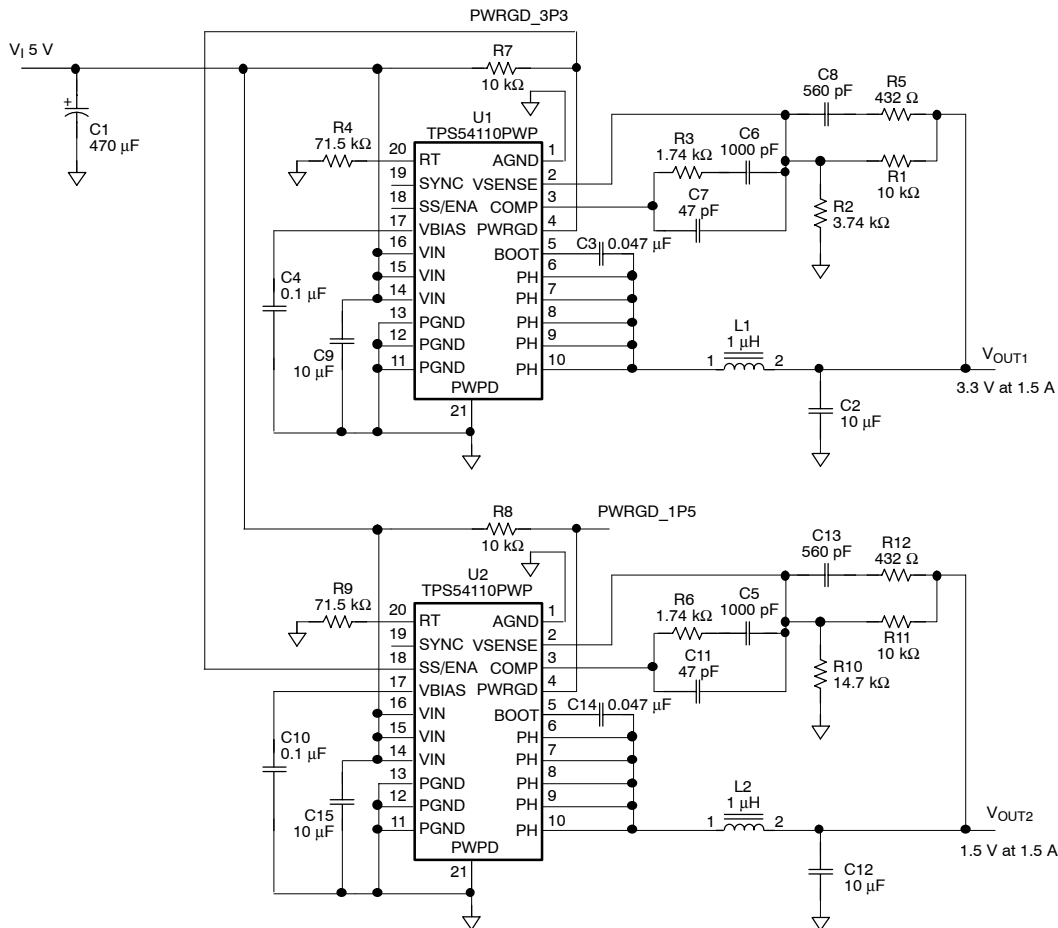 PWRGD_3P3
V_I 5 V
R7
10 kΩ
C1
470 µF
+
R4
71.5 kΩ
U1
TPS54110PWP
20 RT
19 SYNC
18 SS/ENA
17 VBIAS
16 VIN
15 VIN
14 VIN
13 PGND
12 PGND
11 PGND
PWPD
21
AGND 1
VSENSE 2
COMP 3
PWRGD 4
BOOT 5
PH 6
PH 7
PH 8
PH 9
PH 10
C4
0.1 µF
C9
10 µF
C3 0.047 µF
R3
1.74 kΩ
C6
1000 pF
C7
47 pF
C8
560 pF
R5
432 Ω
R1
10 kΩ
R2
3.74 kΩ
L1
1 µH
1 2
C2
10 µF
V_OUT1
3.3 V at 1.5 A
R8
10 kΩ
PWRGD_1P5
R9
71.5 kΩ
U2
TPS54110PWP
20 RT
19 SYNC
18 SS/ENA
17 VBIAS
16 VIN
15 VIN
14 VIN
13 PGND
12 PGND
11 PGND
PWPD
21
AGND 1
VSENSE 2
COMP 3
PWRGD 4
BOOT 5
PH 6
PH 7
PH 8
PH 9
PH 10
C10
0.1 µF
C15
10 µF
C14 0.047 µF
R6
1.74 kΩ
C5
1000 pF
C11
47 pF
C13
560 pF
R12
432 Ω
R11
10 kΩ
R10
14.7 kΩ
L2
1 µH
1 2
C12
10 µF
V_OUT2
1.5 V at 1.5 A